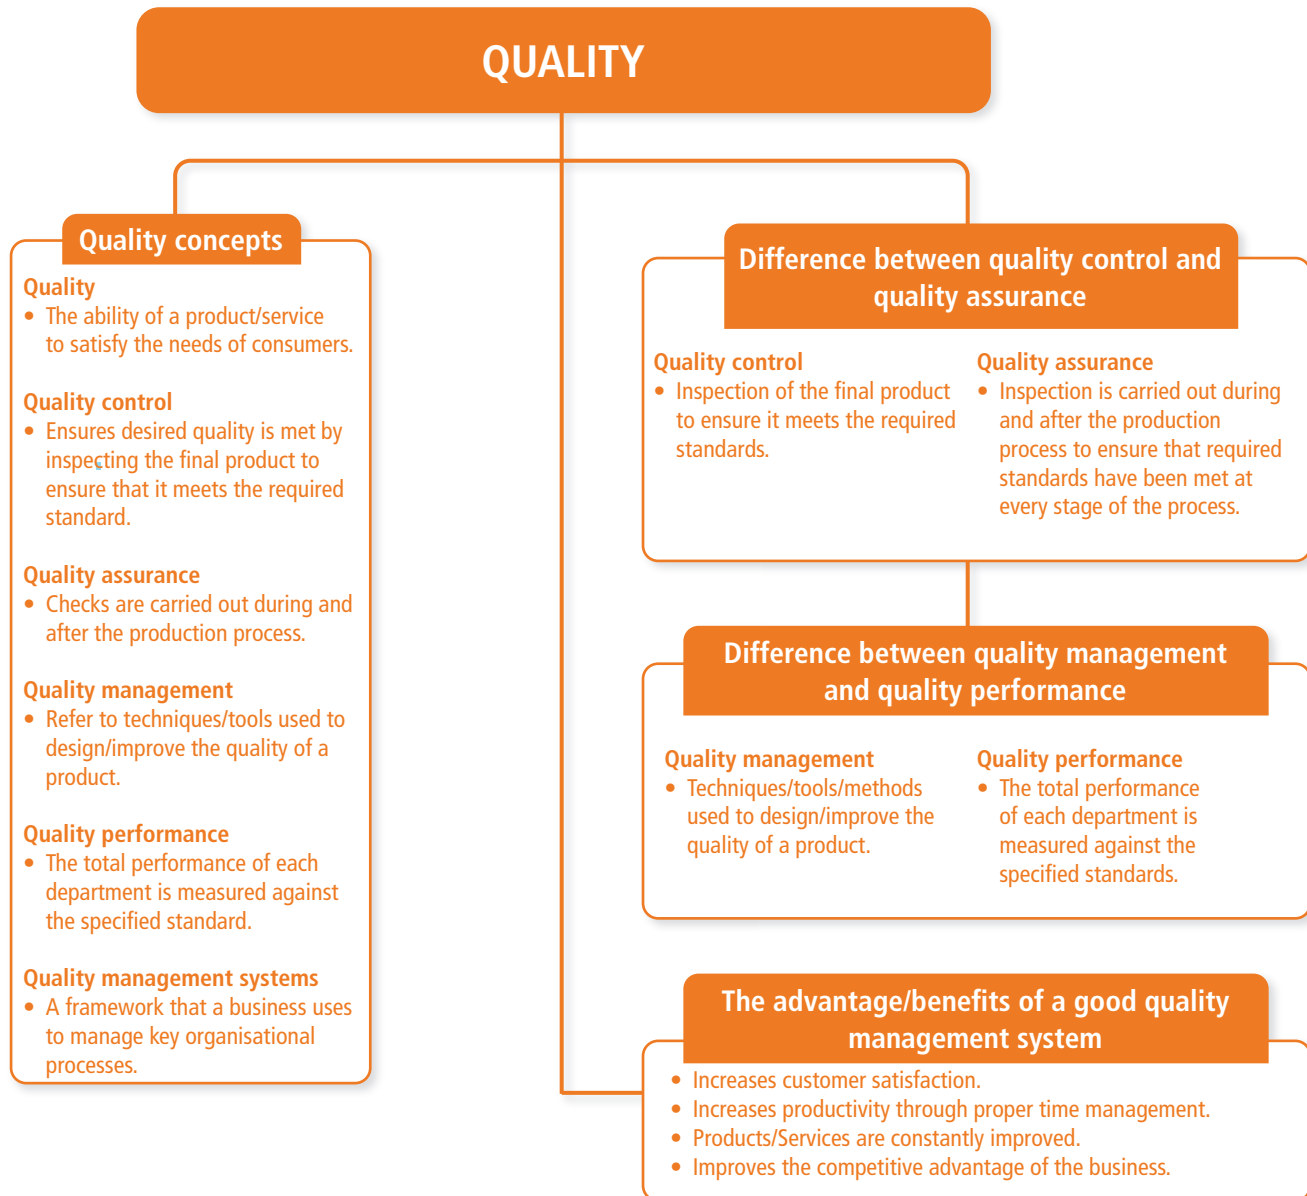 QUALITY
Quality concepts
Quality
• The ability of a product/service
to satisfy the needs of consumers.
Quality control
• Ensures desired quality is met by
inspecting the final product to
ensure that it meets the required
standard.
Quality assurance
• Checks are carried out during and
after the production process.
Quality management
• Refer to techniques/tools used to
design/improve the quality of a
product.
Quality performance
• The total performance of each
department is measured against
the specified standard.
Quality management systems
• A framework that a business uses
to manage key organisational
processes.
Difference between quality control and
quality assurance
Quality control
• Inspection of the final product
to ensure it meets the required
standards.
Quality assurance
• Inspection is carried out during
and after the production
process to ensure that required
standards have been met at
every stage of the process.
Difference between quality management
and quality performance
Quality management
• Techniques/tools/methods
used to design/improve the
quality of a product.
Quality performance
• The total performance
of each department is
measured against the
specified standards.
The advantage/benefits of a good quality
management system
• Increases customer satisfaction.
• Increases productivity through proper time management.
• Products/Services are constantly improved.
• Improves the competitive advantage of the business.